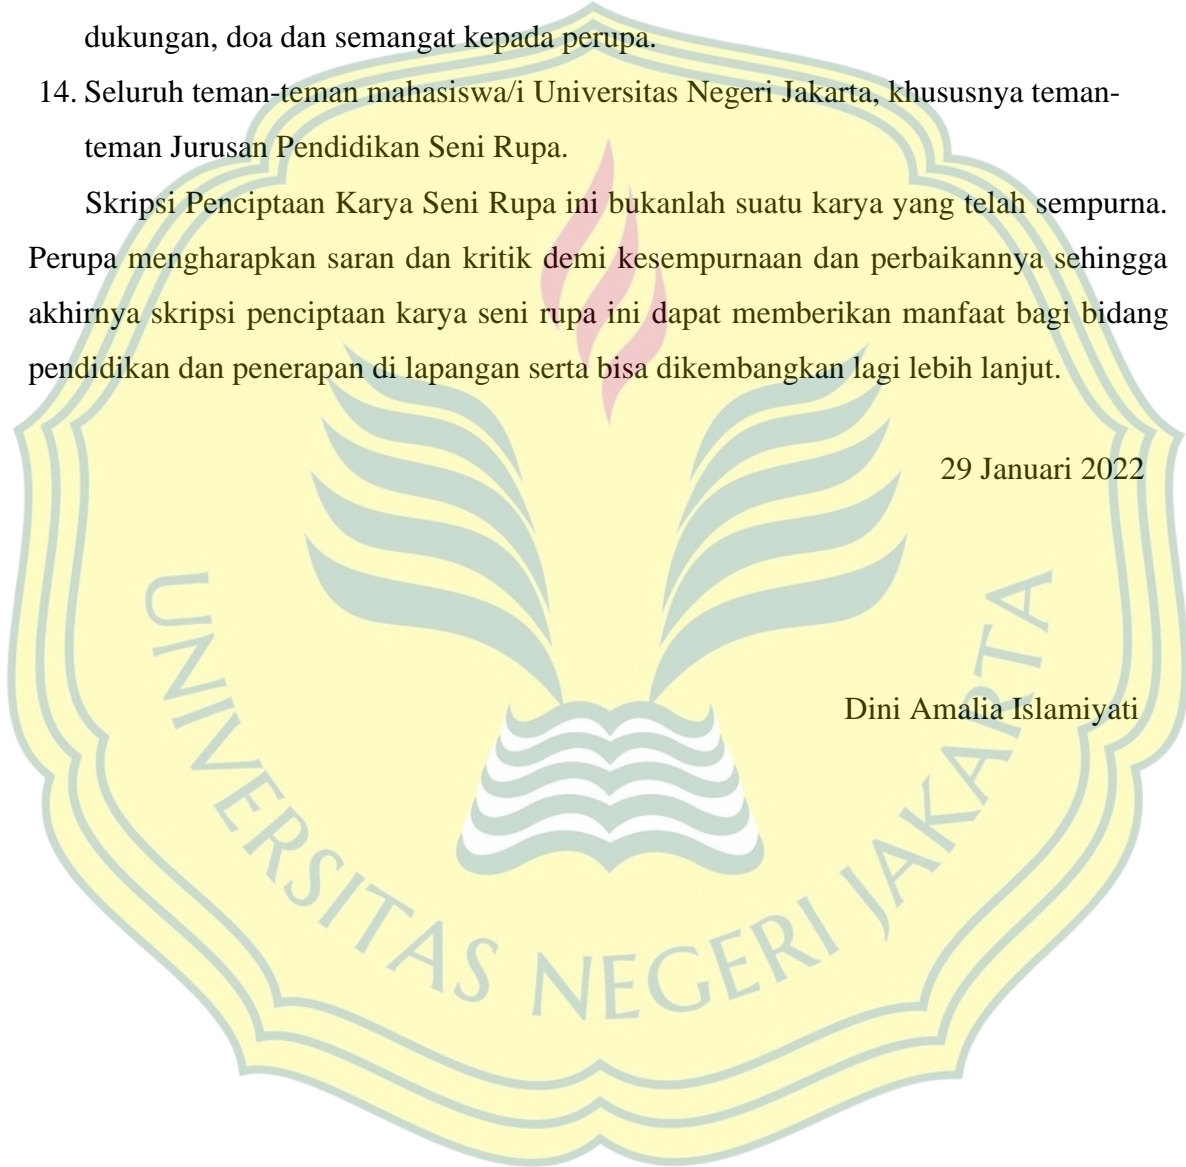 dukungan, doa dan semangat kepada perupa.
14. Seluruh teman-teman mahasiswa/i Universitas Negeri Jakarta, khususnya teman-
teman Jurusan Pendidikan Seni Rupa.
Skripsi Penciptaan Karya Seni Rupa ini bukanlah suatu karya yang telah sempurna.
Perupa mengharapkan saran dan kritik demi kesempurnaan dan perbaikannya sehingga
akhirnya skripsi penciptaan karya seni rupa ini dapat memberikan manfaat bagi bidang
pendidikan dan penerapan di lapangan serta bisa dikembangkan lagi lebih lanjut.
29 Januari 2022
Dini Amalia Islamiyati
UNIVERSITAS NEGERI JAKARTA